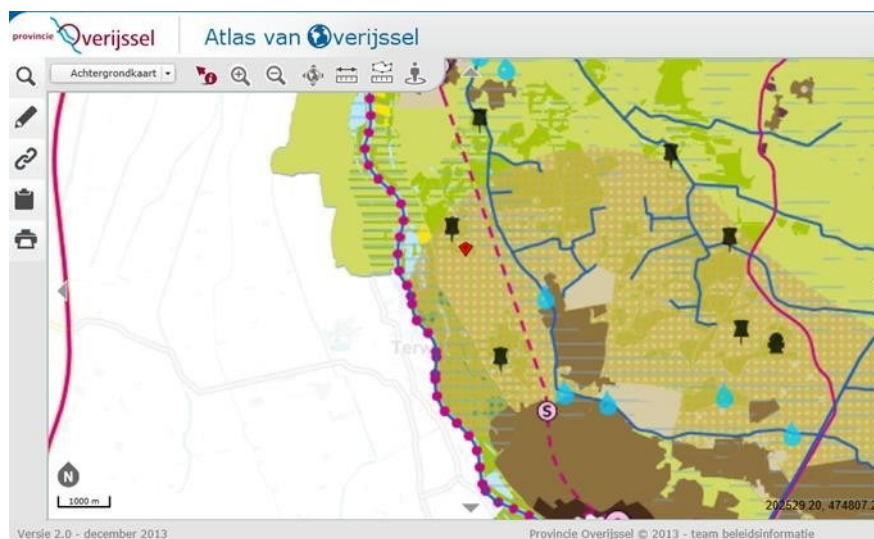 provincie Overijssel
Atlas van Overijssel
Achtergrondkaart
i
Terw
S
N
1000 m
202529.20, 474807.2
Versie 2.0 - december 2013
Provincie Overijssel © 2013 - team beleidsinformatie